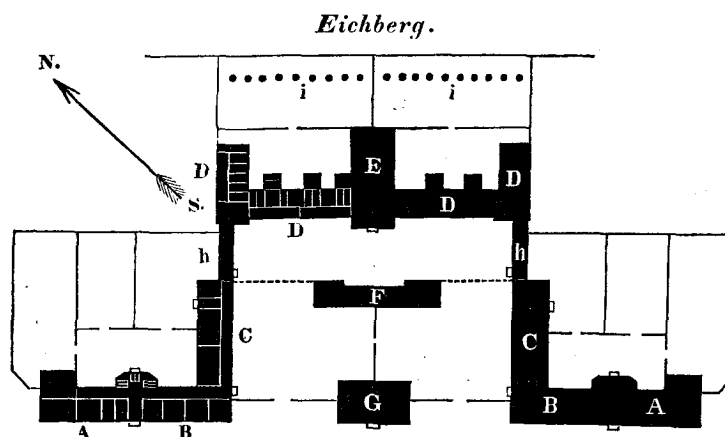 Eichberg.
N.
i i
E
D D
S. D
D
h h
F
C C
G B A
A B